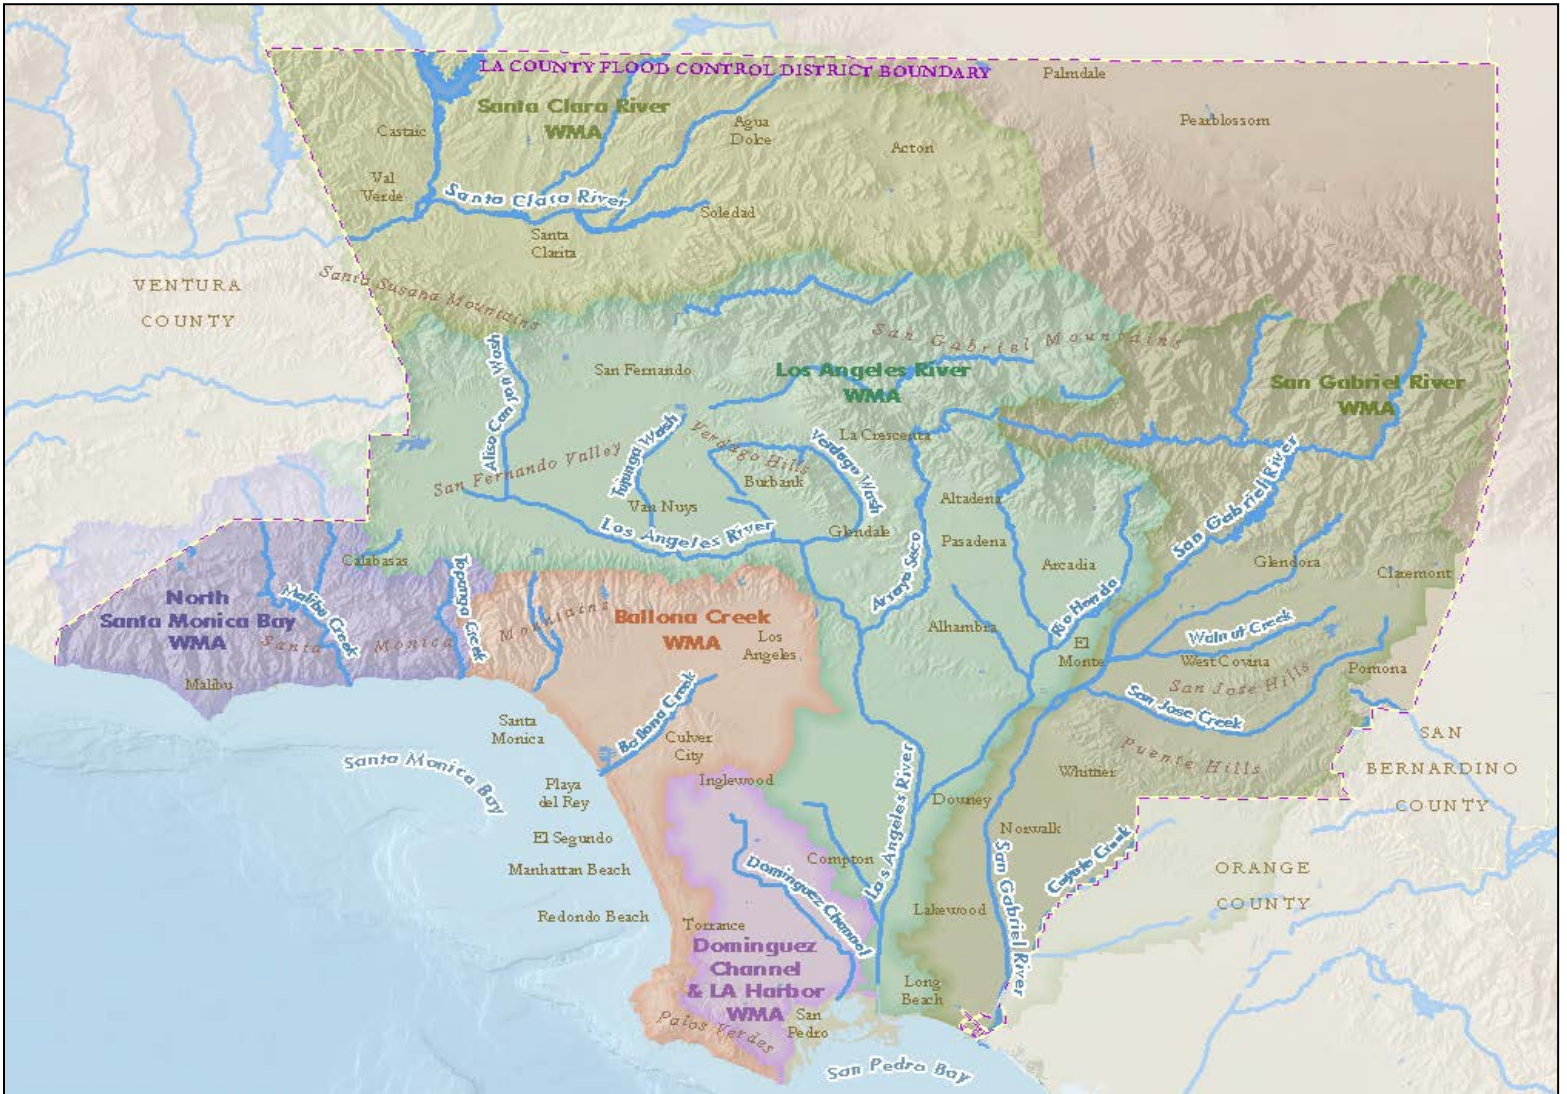 LA COUNTY FLOOD CONTROL DISTRICT BOUNDARY
Palmdale
Santa Clara River
WMA
Pearblossom
Castaic
Agua
Dolce
Acton
Val
Verde
Santa Clara River
Soledad
Santa
Clarita
VENTURA
COUNTY
Santa Susana Mountains
San Gabriel Mountains
Aliso Canyon Wash
San Fernando
Los Angeles River
WMA
San Gabriel River
WMA
La Crescenta
Tujunga Wash
Verdugo Hills
Verdugo Wash
San Fernando Valley
Burbank
Van Nuys
Altadena
San Gabriel River
Los Angeles River
Glendale
Pasadena
Arroyo Seco
Arcadia
Glendora
Claremont
Calabasas
Topanga Creek
North
Santa Monica Bay
WMA
Malibu Creek
Santa Monica Mountains
Ballona Creek
WMA
Los
Angeles
Alhambra
Rio Hondo
El
Monte
Walnut Creek
West Covina
San Jose Hills
Pomona
Malibu
San Jose Creek
Santa
Monica
Ballona Creek
Culver
City
SAN
BERNARDINO
COUNTY
Santa Monica Bay
Puente Hills
Whittier
Inglewood
Playa
del Rey
Los Angeles River
Downey
El Segundo
Norwalk
Manhattan Beach
Compton
Dominguez Channel
Coyote Creek
ORANGE
COUNTY
Redondo Beach
Torrance
Lakewood
San Gabriel River
Dominguez
Channel
& LA Harbor
WMA
Long
Beach
San
Pedro
Palos Verdes
San Pedro Bay